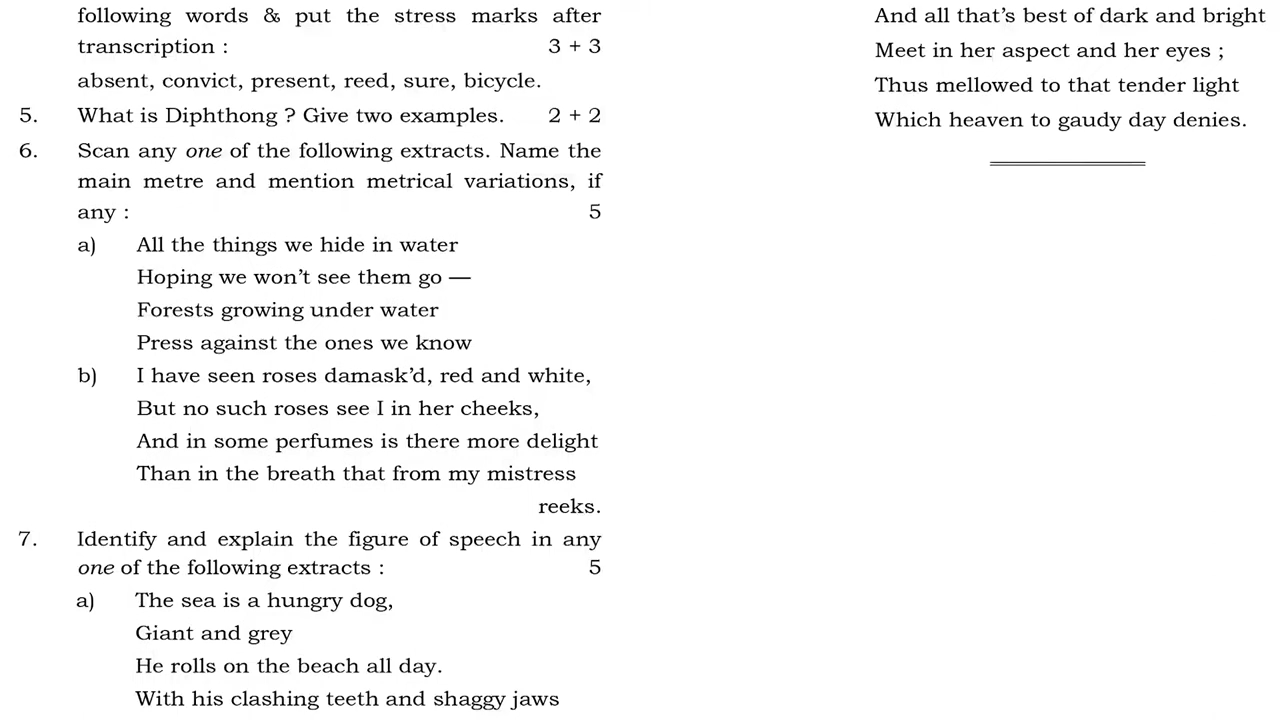 following words & put the stress marks after
transcription : 3 + 3
absent, convict, present, reed, sure, bicycle.
5. What is Diphthong ? Give two examples. 2 + 2
6. Scan any one of the following extracts. Name the
main metre and mention metrical variations, if
any : 5
a) All the things we hide in water
Hoping we won't see them go —
Forests growing under water
Press against the ones we know
b) I have seen roses damask'd, red and white,
But no such roses see I in her cheeks,
And in some perfumes is there more delight
Than in the breath that from my mistress
reeks.
7. Identify and explain the figure of speech in any
one of the following extracts : 5
a) The sea is a hungry dog,
Giant and grey
He rolls on the beach all day.
With his clashing teeth and shaggy jaws
And all that's best of dark and bright
Meet in her aspect and her eyes ;
Thus mellowed to that tender light
Which heaven to gaudy day denies.